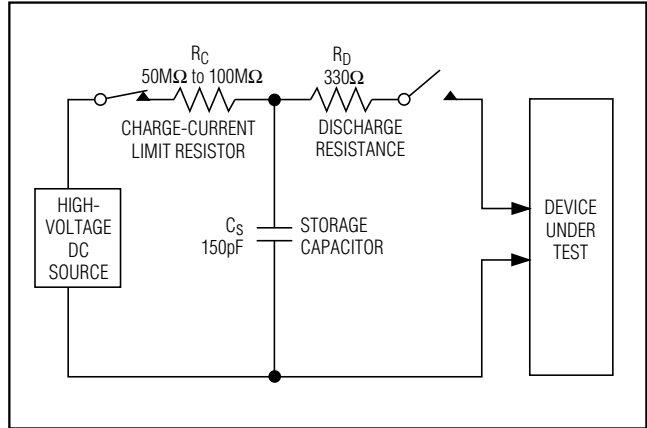 R_C
50MΩ to 100MΩ
CHARGE-CURRENT
LIMIT RESISTOR
R_D
330Ω
DISCHARGE
RESISTANCE
HIGH-
VOLTAGE
DC
SOURCE
C_S
150pF
STORAGE
CAPACITOR
DEVICE
UNDER
TEST